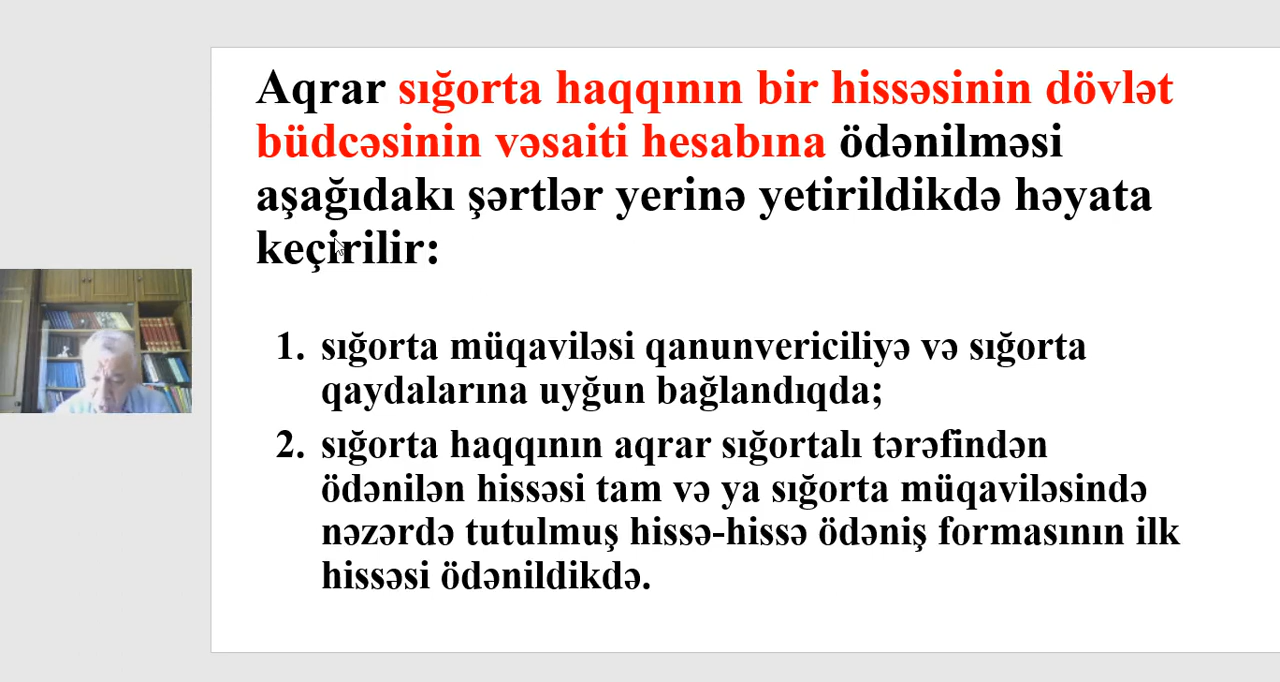 Aqrar sığorta haqqının bir hissəsinin dövlət
büdcəsinin vəsaiti hesabına ödənilməsi
aşağıdakı şərtlər yerinə yetirildikdə həyata
keçirilir:
1. sığorta müqaviləsi qanunvericiliyə və sığorta
qaydalarına uyğun bağlandıqda;
2. sığorta haqqının aqrar sığortalı tərəfindən
ödənilən hissəsi tam və ya sığorta müqaviləsində
nəzərdə tutulmuş hissə-hissə ödəniş formasının ilk
hissəsi ödənildikdə.